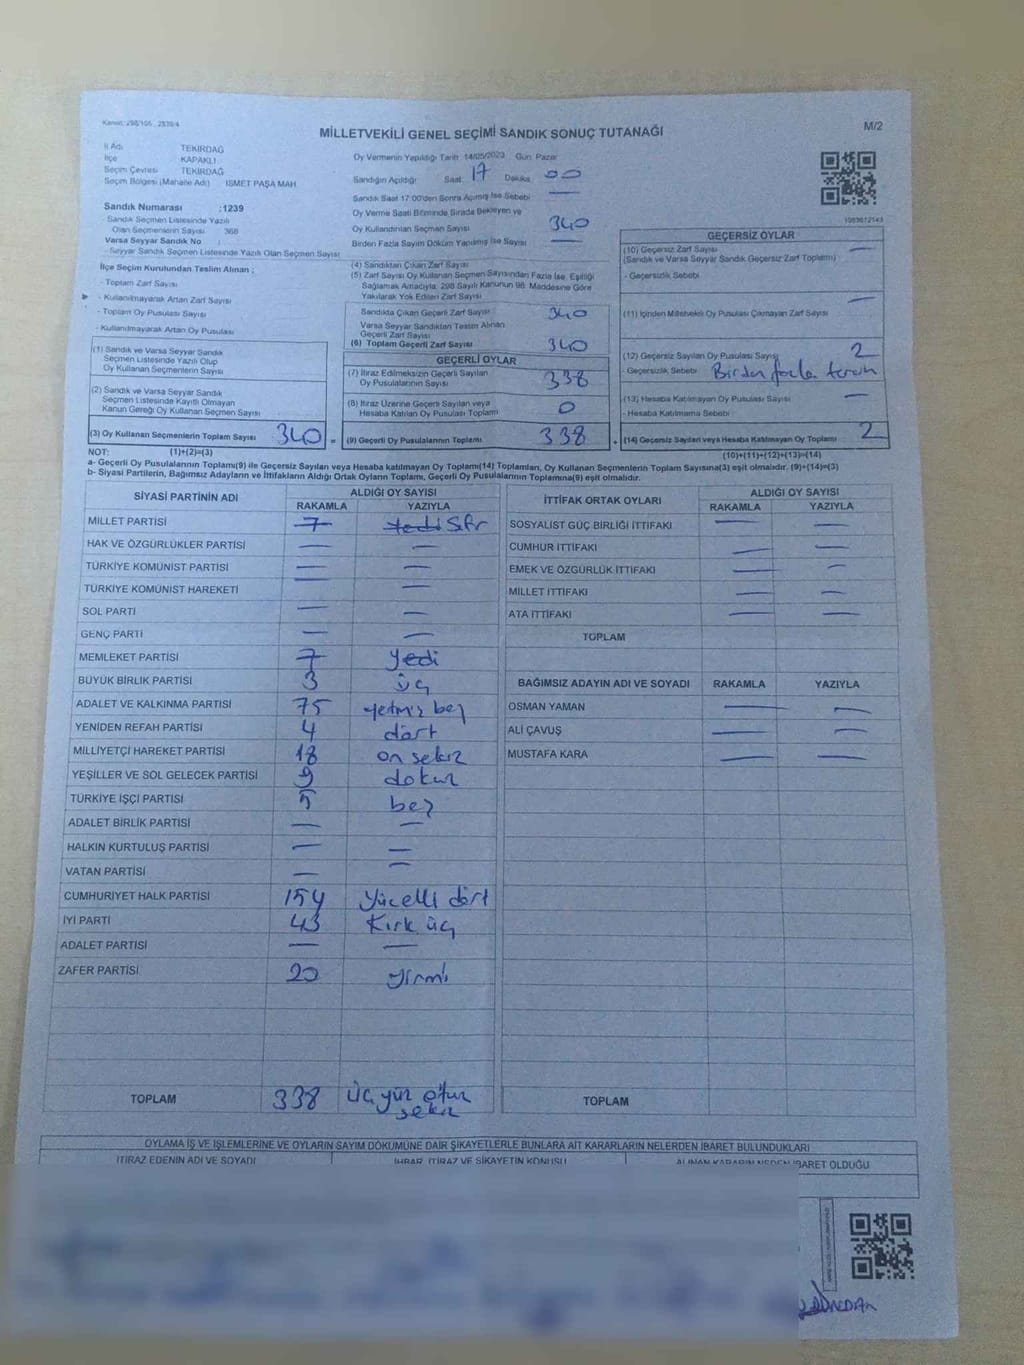 Kanun: 298/105 , 2839/4
MİLLETVEKİLİ GENEL SEÇİMİ SANDIK SONUÇ TUTANAĞI
M/2
İl Adı TEKİRDAĞ
İlçe KAPAKLI
Seçim Çevresi TEKİRDAĞ
Seçim Bölgesi (Mahalle Adı) İSMET PAŞA MAH.
Sandık Numarası :1239
Sandık Seçmen Listesinde Yazılı
Olan Seçmenlerin Sayısı 368
Varsa Seyyar Sandık No :
- Seyyar Sandık Seçmen Listesinde Yazılı Olan Seçmen Sayısı
İlçe Seçim Kurulundan Teslim Alınan ;
- Toplam Zarf Sayısı
- Kullanılmayarak Artan Zarf Sayısı
- Toplam Oy Pusulası Sayısı
- Kullanılmayarak Artan Oy Pusulası
(1) Sandık ve Varsa Seyyar Sandık
Seçmen Listesinde Yazılı Olup
Oy Kullanan Seçmenlerin Sayısı
(2) Sandık ve Varsa Seyyar Sandık
Seçmen Listesinde Kayıtlı Olmayan
Kanun Gereği Oy Kullanan Seçmen Sayısı
(3) Oy Kullanan Seçmenlerin Toplam Sayısı 340 =
Oy Vermenin Yapıldığı Tarih 14/05/2023 Gün Pazar
Sandığın Açıldığı Saat 17 Dakika 00
Sandık Saat 17:00'den Sonra Açılmış İse Sebebi —
Oy Verme Saati Bitiminde Sırada Bekleyen ve
Oy Kullandırılan Seçmen Sayısı 340
Birden Fazla Sayım Döküm Yapılmış İse Sayısı —
(4) Sandıktan Çıkan Zarf Sayısı
(5) Zarf Sayısı Oy Kullanan Seçmen Sayısından Fazla İse, Eşitliği
Sağlamak Amacıyla, 298 Sayılı Kanunun 98. Maddesine Göre
Yakılarak Yok Edilen Zarf Sayısı
Sandıkta Çıkan Geçerli Zarf Sayısı 340
Varsa Seyyar Sandıktan Teslim Alınan
Geçerli Zarf Sayısı
(6) Toplam Geçerli Zarf Sayısı 340
GEÇERLİ OYLAR
(7) İtiraz Edilmeksizin Geçerli Sayılan
Oy Pusulalarının Sayısı 338
(8) İtiraz Üzerine Geçerli Sayılan veya
Hesaba Katılan Oy Pusulası Toplamı 0
(9) Geçerli Oy Pusulalarının Toplamı 338 +
1083612143
GEÇERSİZ OYLAR
(10) Geçersiz Zarf Sayısı —
(Sandık ve Varsa Seyyar Sandık Geçersiz Zarf Toplamı)
- Geçersizlik Sebebi
(11) İçinden Milletvekili Oy Pusulası Çıkmayan Zarf Sayısı —
(12) Geçersiz Sayılan Oy Pusulası Sayısı 2
- Geçersizlik Sebebi Birden fazla tercih
(13) Hesaba Katılmayan Oy Pusulası Sayısı —
- Hesaba Katılmama Sebebi
(14) Geçersiz Sayılan veya Hesaba Katılmayan Oy Toplamı 2
NOT: (1)+(2)=(3) (10)+(11)+(12)+(13)=(14)
a- Geçerli Oy Pusulalarının Toplamı(9) ile Geçersiz Sayılan veya Hesaba katılmayan Oy Toplamı(14) Toplamları, Oy Kullanan Seçmenlerin Toplam Sayısına(3) eşit olmalıdır. (9)+(14)=(3)
b- Siyasi Partilerin, Bağımsız Adayların ve İttifakların Aldığı Ortak Oyların Toplamı, Geçerli Oy Pusulalarının Toplamına(9) eşit olmalıdır.
SİYASİ PARTİNİN ADI ALDIĞI OY SAYISI
RAKAMLA YAZIYLA
MİLLET PARTİSİ 7 yedi Sıfır
HAK VE ÖZGÜRLÜKLER PARTİSİ — —
TÜRKİYE KOMÜNİST PARTİSİ — —
TÜRKİYE KOMÜNİST HAREKETİ — —
SOL PARTİ — —
GENÇ PARTİ — —
MEMLEKET PARTİSİ 7 yedi
BÜYÜK BİRLİK PARTİSİ 3 üç
ADALET VE KALKINMA PARTİSİ 75 yetmiş beş
YENİDEN REFAH PARTİSİ 4 dört
MİLLİYETÇİ HAREKET PARTİSİ 18 on sekiz
YEŞİLLER VE SOL GELECEK PARTİSİ 9 dokuz
TÜRKİYE İŞÇİ PARTİSİ 5 beş
ADALET BİRLİK PARTİSİ — —
HALKIN KURTULUŞ PARTİSİ — —
VATAN PARTİSİ — —
CUMHURİYET HALK PARTİSİ 154 yücelli dört
İYİ PARTİ 43 Kırk üç
ADALET PARTİSİ — —
ZAFER PARTİSİ 20 yirmi
TOPLAM 338 üç yüz otuz
sekiz
İTTİFAK ORTAK OYLARI ALDIĞI OY SAYISI
RAKAMLA YAZIYLA
SOSYALİST GÜÇ BİRLİĞİ İTTİFAKI — —
CUMHUR İTTİFAKI — —
EMEK VE ÖZGÜRLÜK İTTİFAKI — —
MİLLET İTTİFAKI — —
ATA İTTİFAKI — —
TOPLAM
BAĞIMSIZ ADAYIN ADI VE SOYADI RAKAMLA YAZIYLA
OSMAN YAMAN — —
ALİ ÇAVUŞ — —
MUSTAFA KARA — —
TOPLAM
OYLAMA İŞ VE İŞLEMLERİNE VE OYLARIN SAYIM DÖKÜMÜNE DAİR ŞİKAYETLERLE BUNLARA AİT KARARLARIN NELERDEN İBARET BULUNDUKLARI
İTİRAZ EDENİN ADI VE SOYADI İHBAR, İTİRAZ VE ŞİKAYETİN KONUSU ALINAN KARARIN NEDEN İBARET OLDUĞU